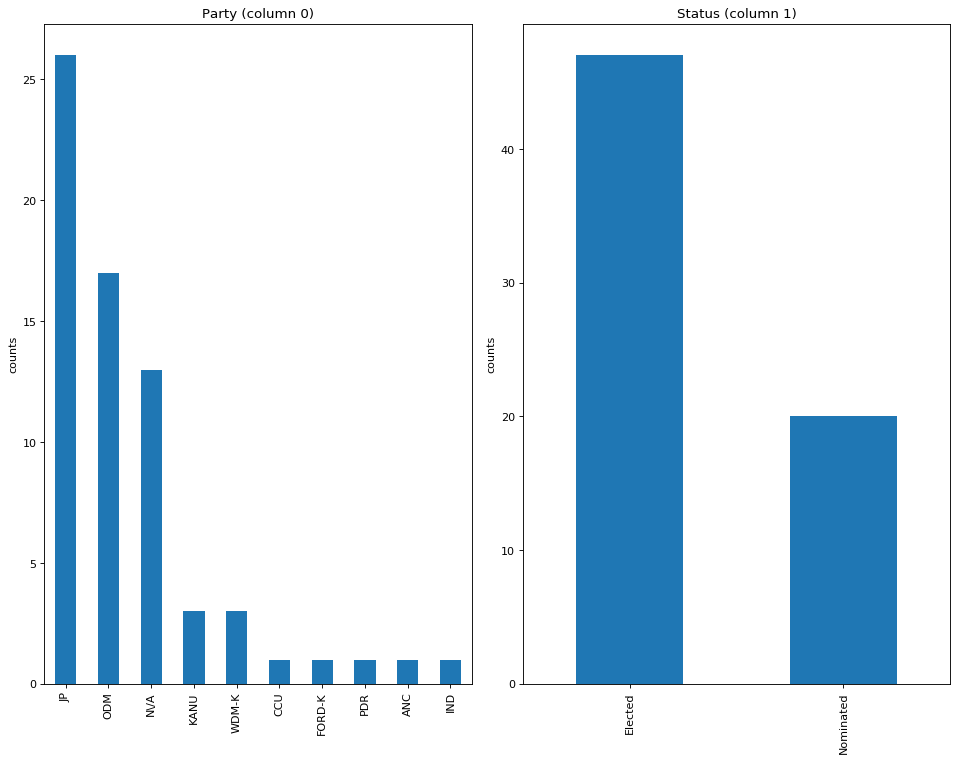 Party (column 0)
counts
25
20
15
10
5
0
JP
ODM
N\/A
KANU
WDM-K
CCU
FORD-K
PDR
ANC
IND
Status (column 1)
counts
40
30
20
10
0
Elected
Nominated